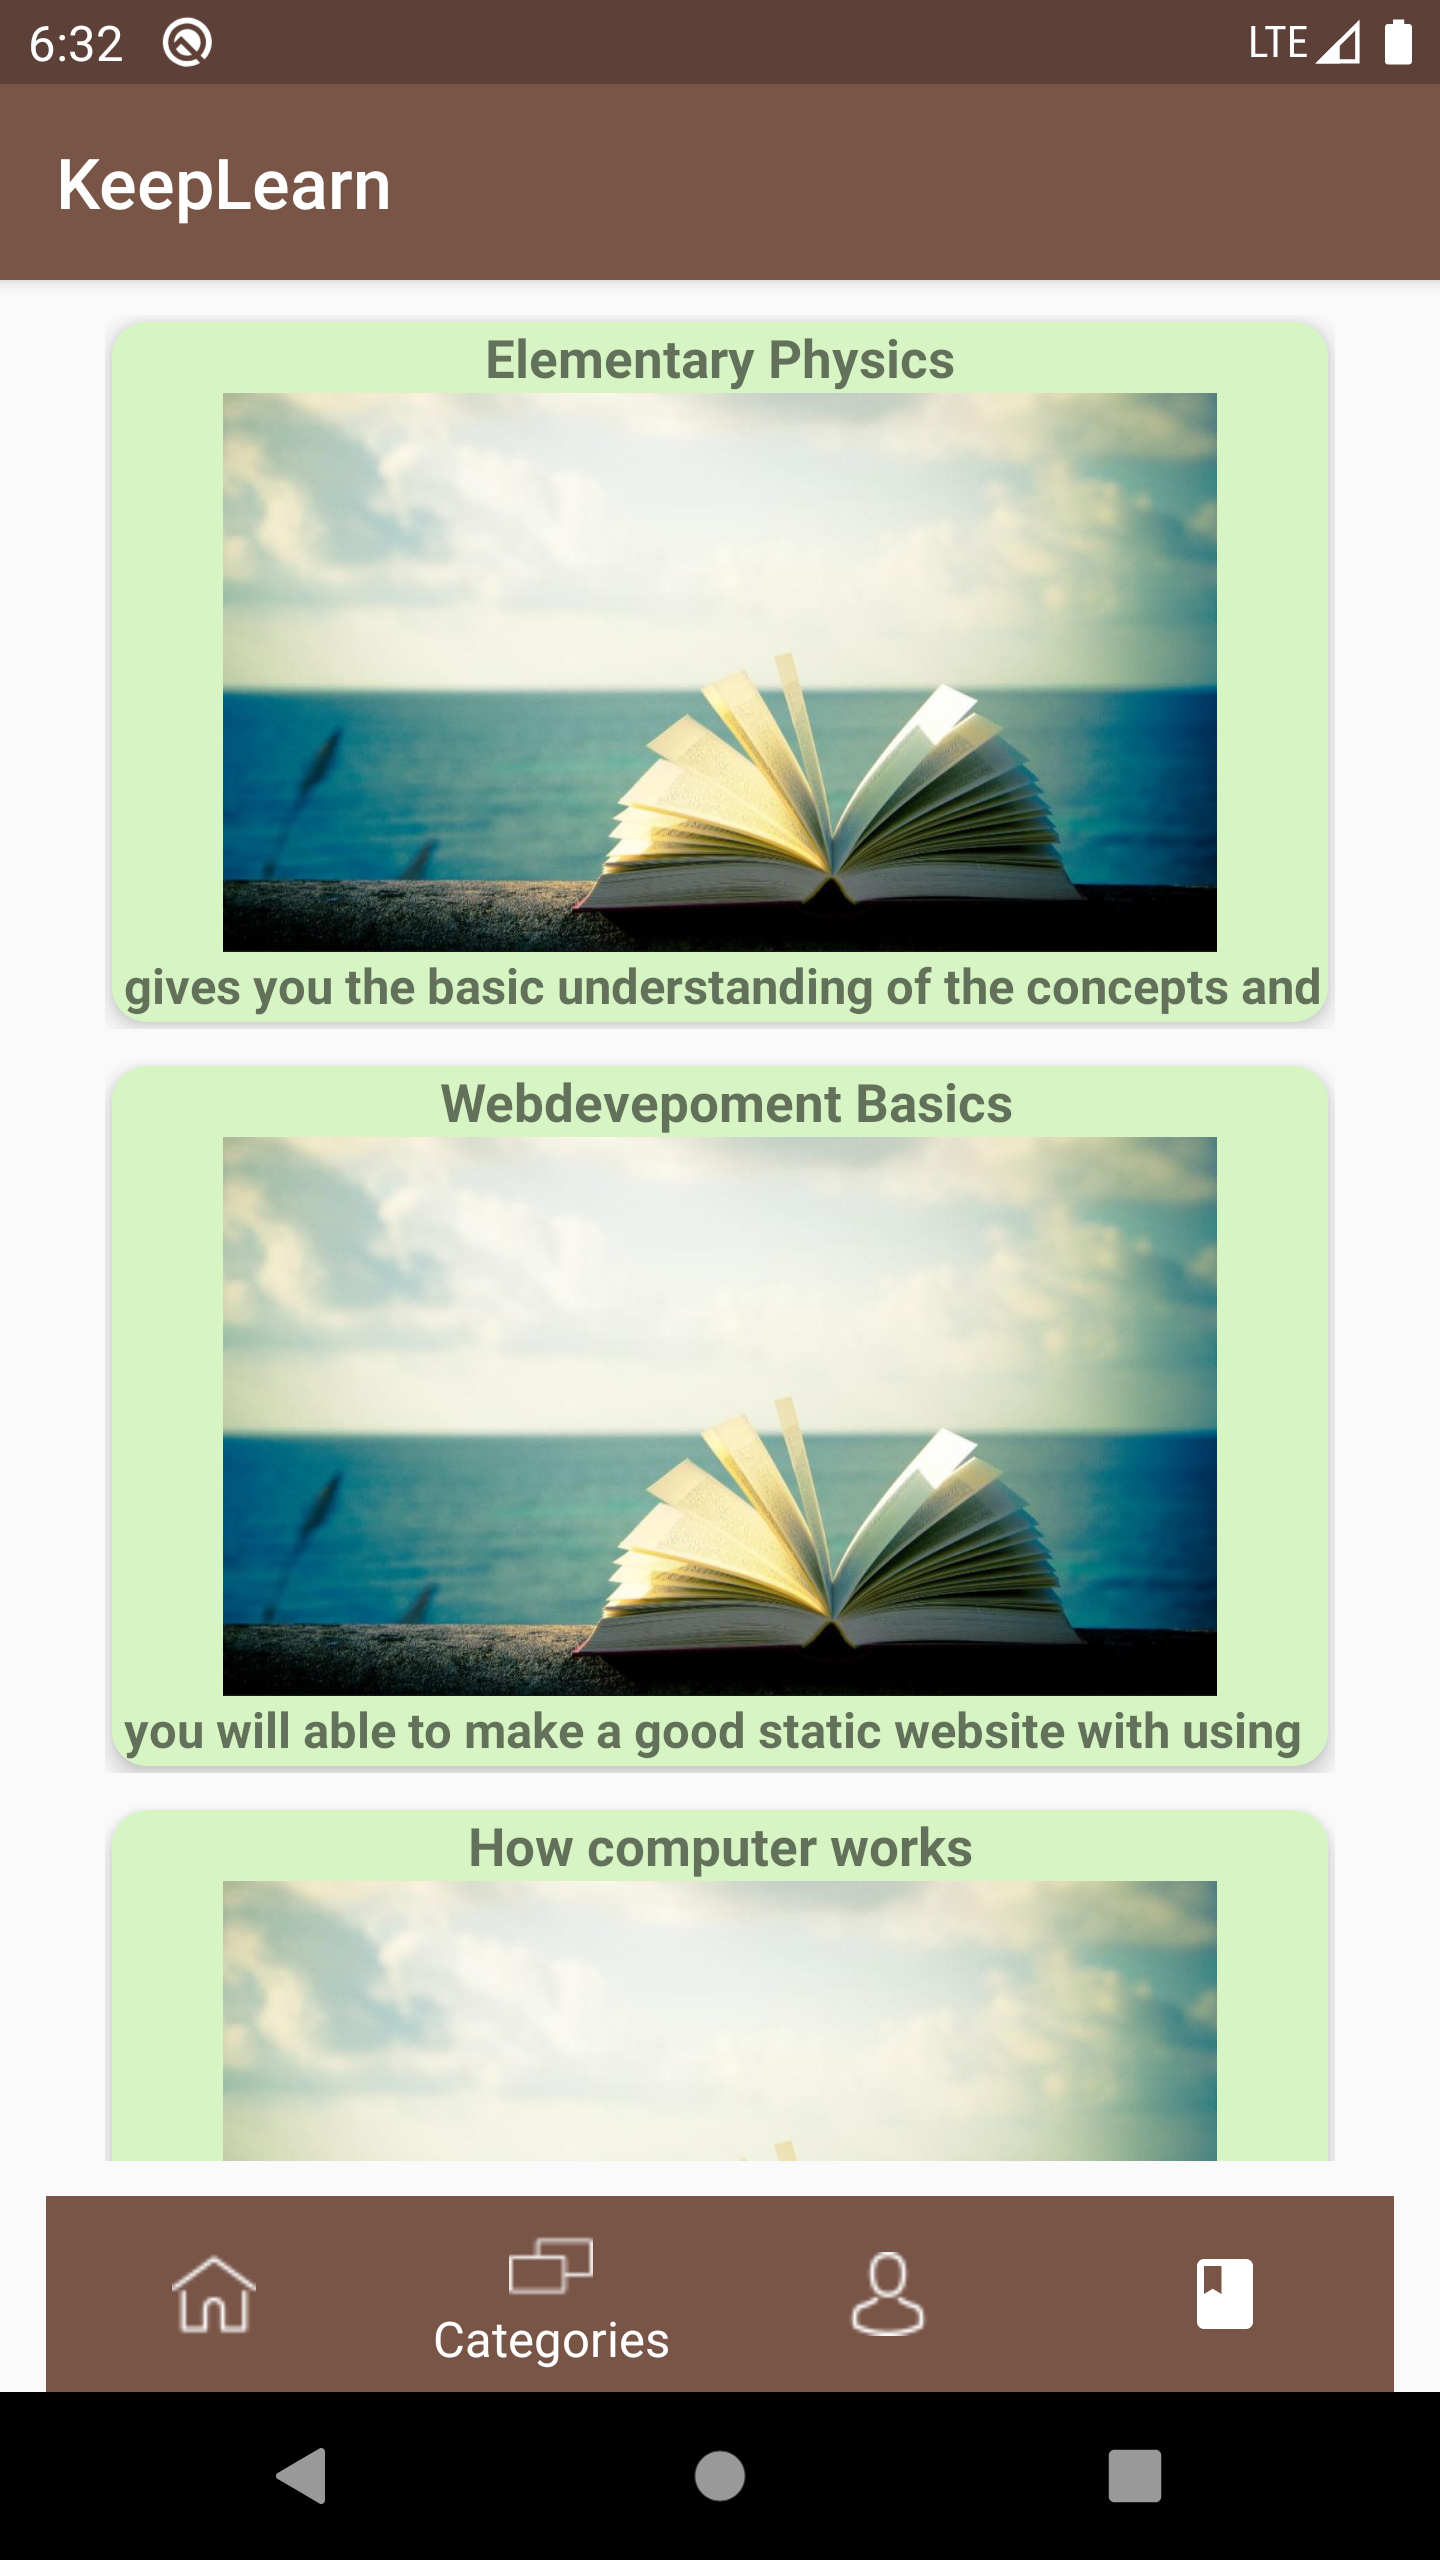 6:32
LTE
KeepLearn
Elementary Physics
gives you the basic understanding of the concepts and
Webdevepoment Basics
you will able to make a good static website with using
How computer works
Categories